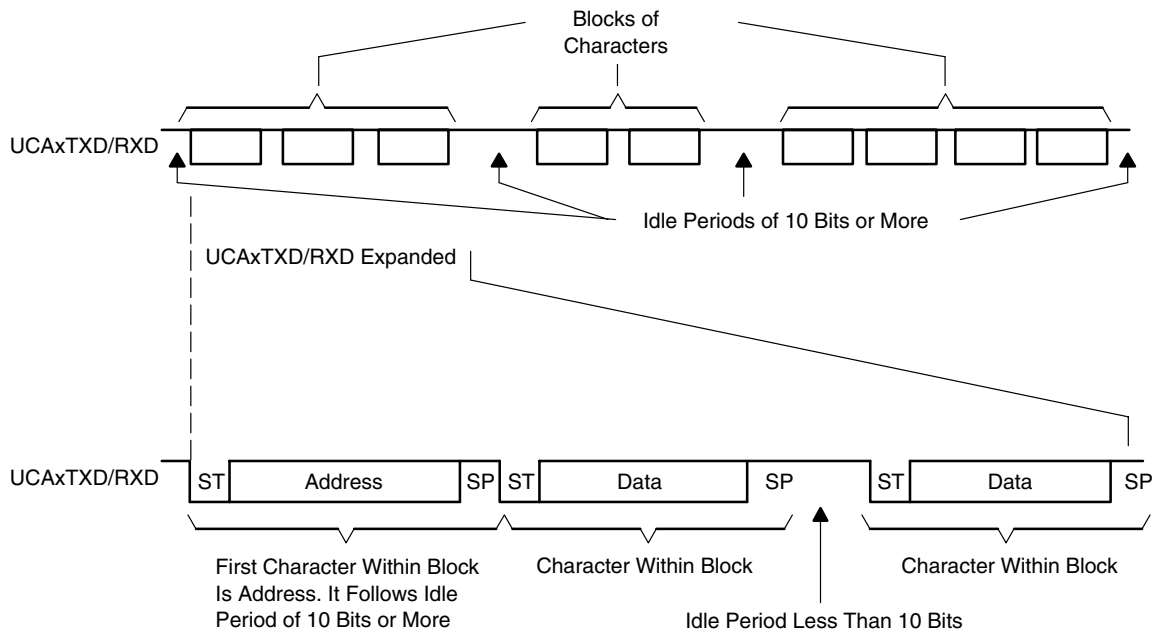 Blocks of
Characters
UCAxTXD/RXD
Idle Periods of 10 Bits or More
UCAxTXD/RXD Expanded
UCAxTXD/RXD
ST
Address
SP
ST
Data
SP
ST
Data
SP
First Character Within Block
Is Address. It Follows Idle
Period of 10 Bits or More
Character Within Block
Character Within Block
Idle Period Less Than 10 Bits